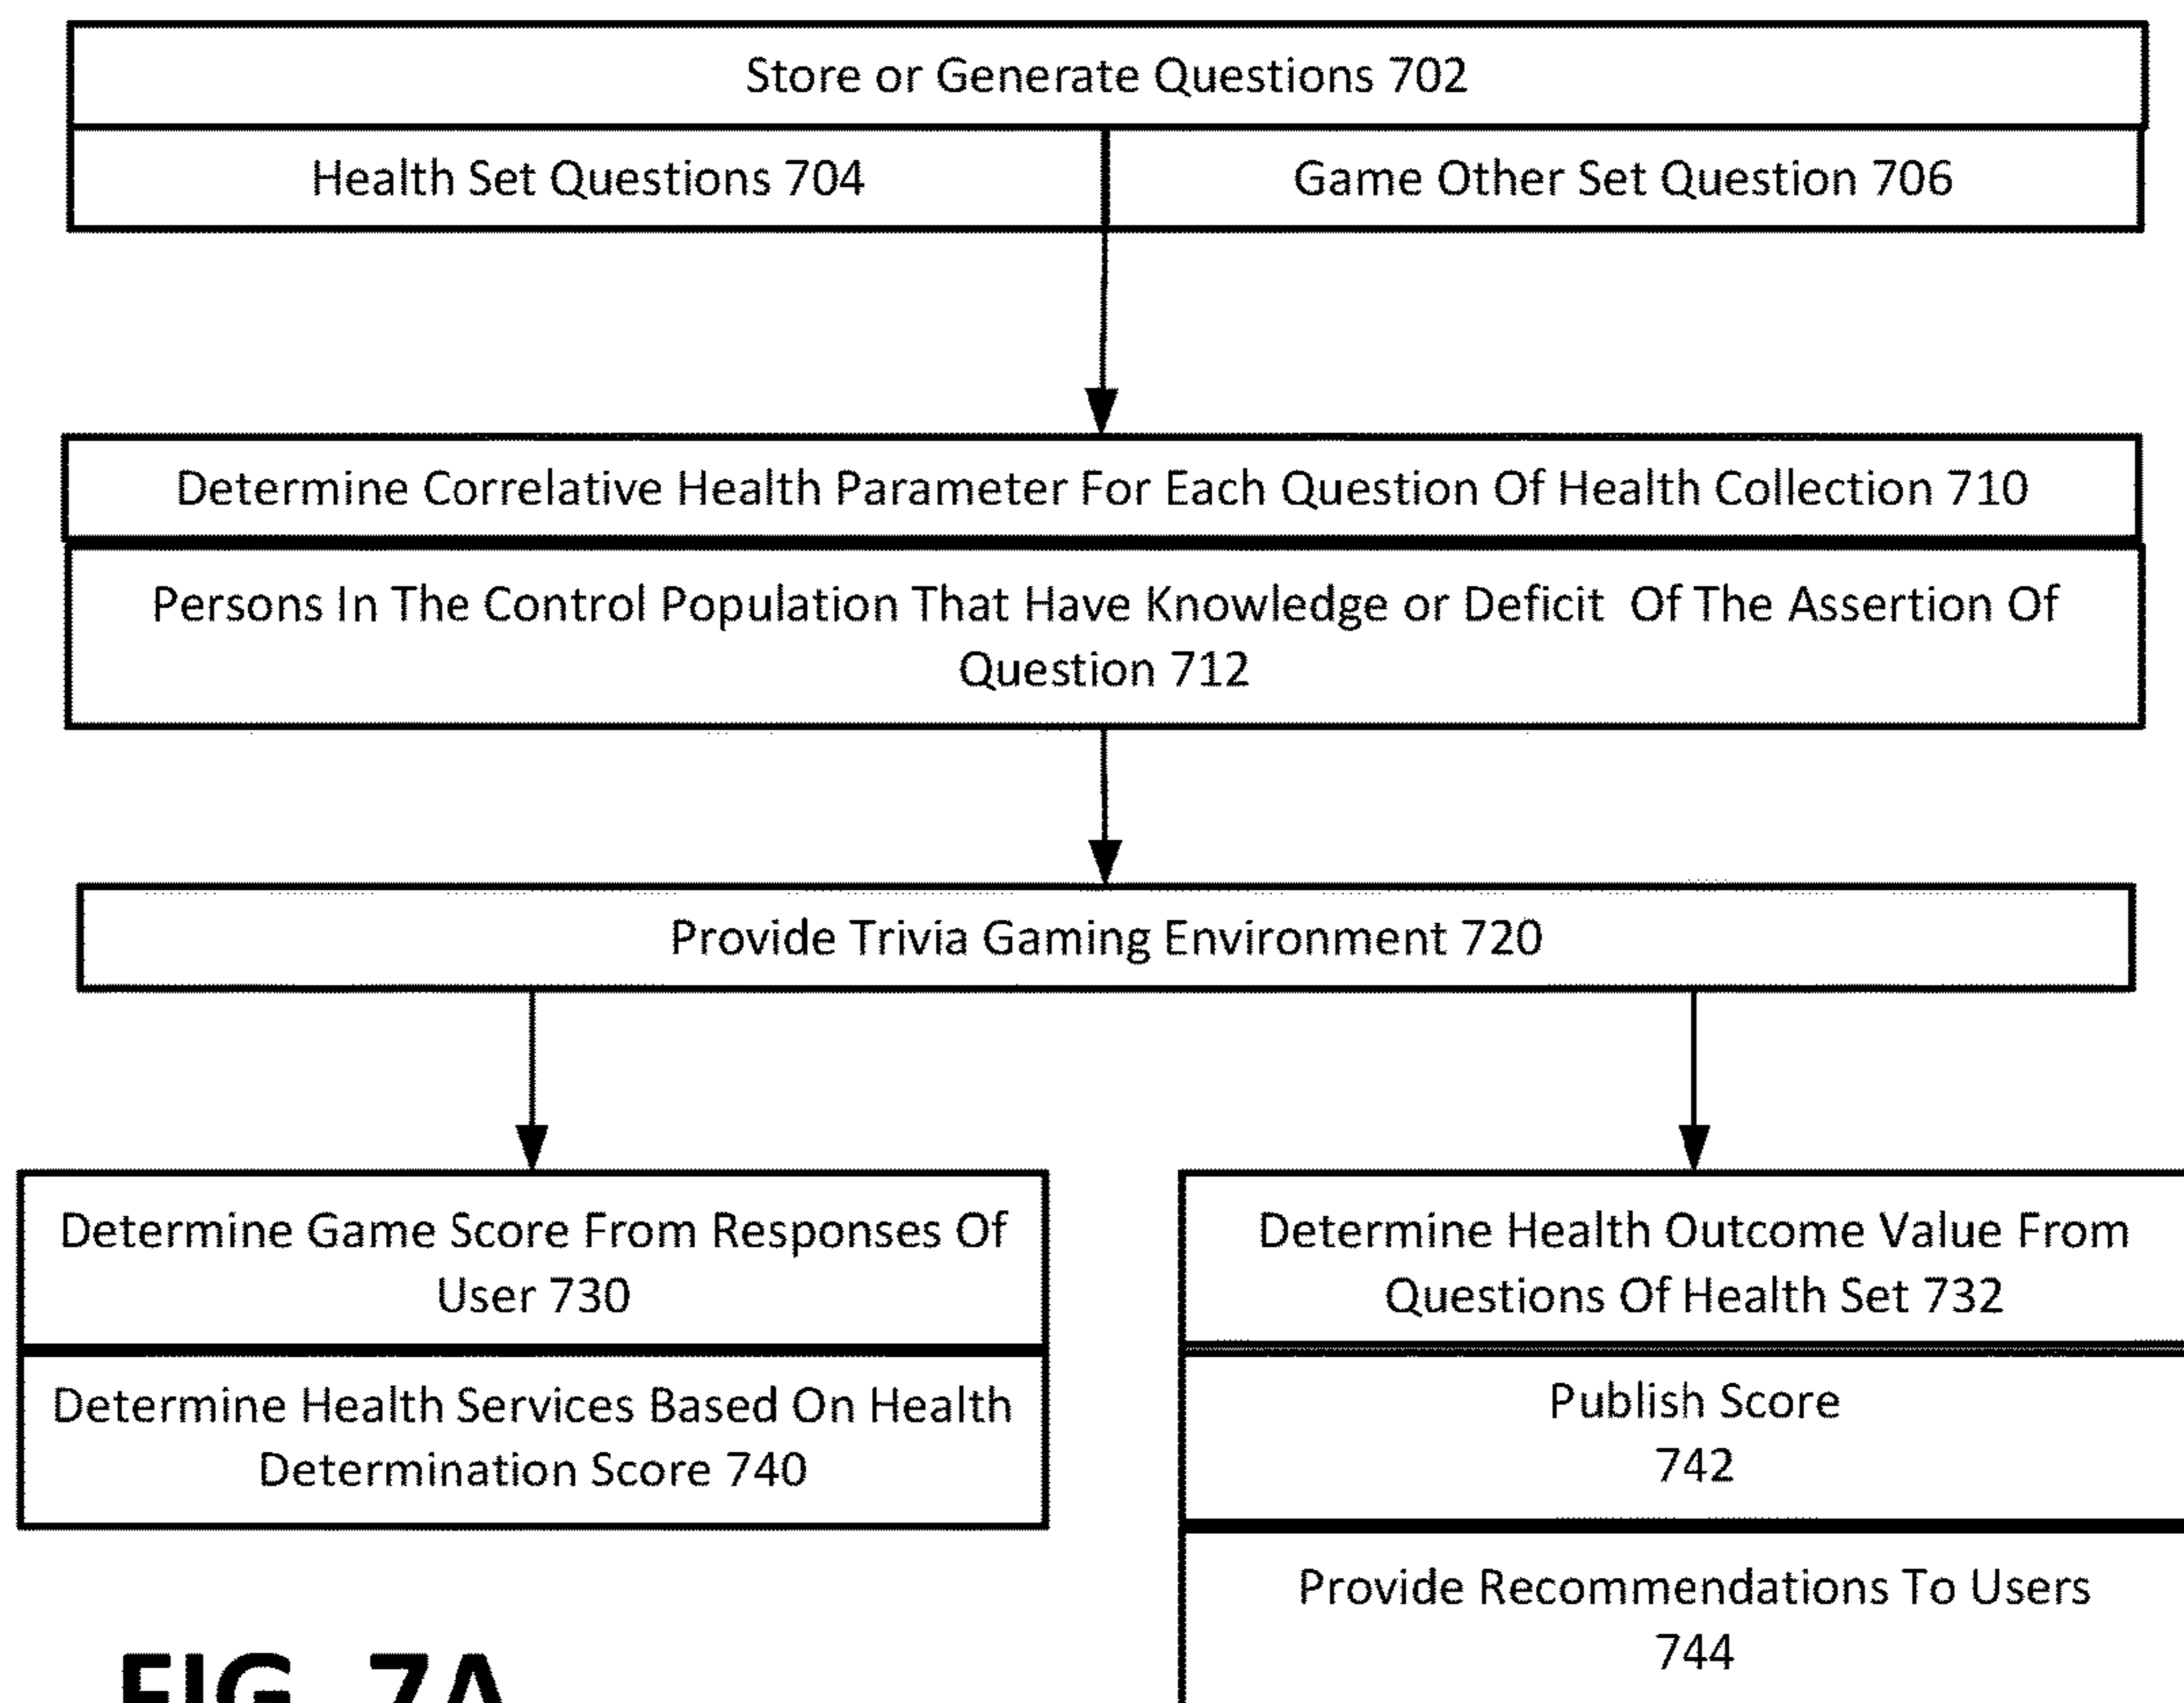 Store or Generate Questions 702
Health Set Questions 704
Game Other Set Question 706
Determine Correlative Health Parameter For Each Question Of Health Collection 710
Persons In The Control Population That Have Knowledge or Deficit Of The Assertion Of
Question 712
Provide Trivia Gaming Environment 720
Determine Game Score From Responses Of
User 730
Determine Health Services Based On Health
Determination Score 740
Determine Health Outcome Value From
Questions Of Health Set 732
Publish Score
742
Provide Recommendations To Users
744
FIG. 7A